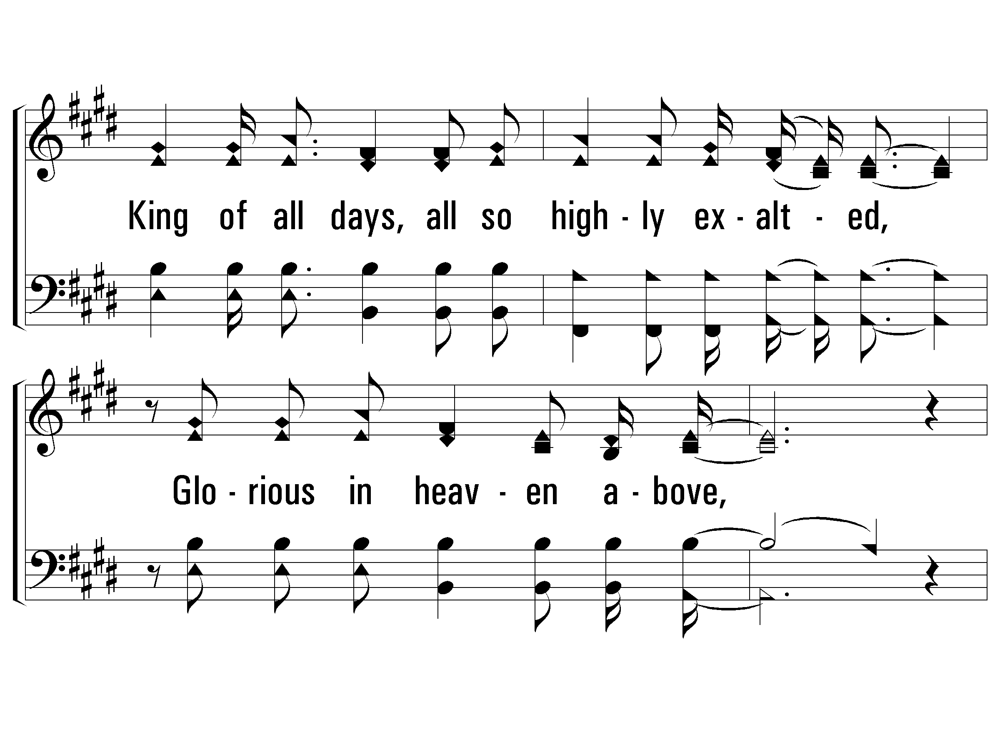 King of all days, all so high - ly ex - alt - ed,
Glo - rious in heav - en a - bove,